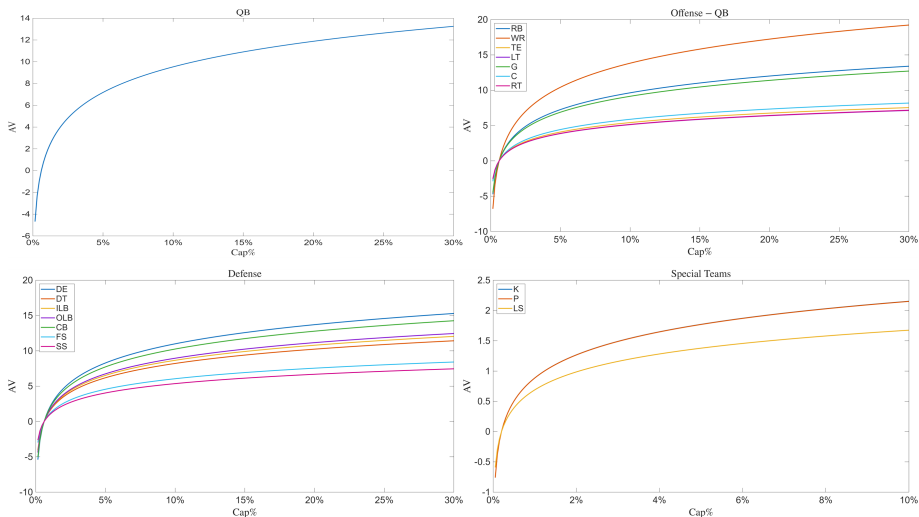 QB
14
12
10
8
6
4
2
0
-2
-4
-6
AV
0% 5% 10% 15% 20% 25% 30%
Cap%
Offense − QB
RB
WR
TE
LT
G
C
RT
20
15
10
5
0
-5
-10
AV
0% 5% 10% 15% 20% 25% 30%
Cap%
Defense
DE
DT
ILB
OLB
CB
FS
SS
20
15
10
5
0
-5
-10
AV
0% 5% 10% 15% 20% 25% 30%
Cap%
Special Teams
K
P
LS
2.5
2
1.5
1
0.5
0
-0.5
-1
AV
0% 2% 4% 6% 8% 10%
Cap%